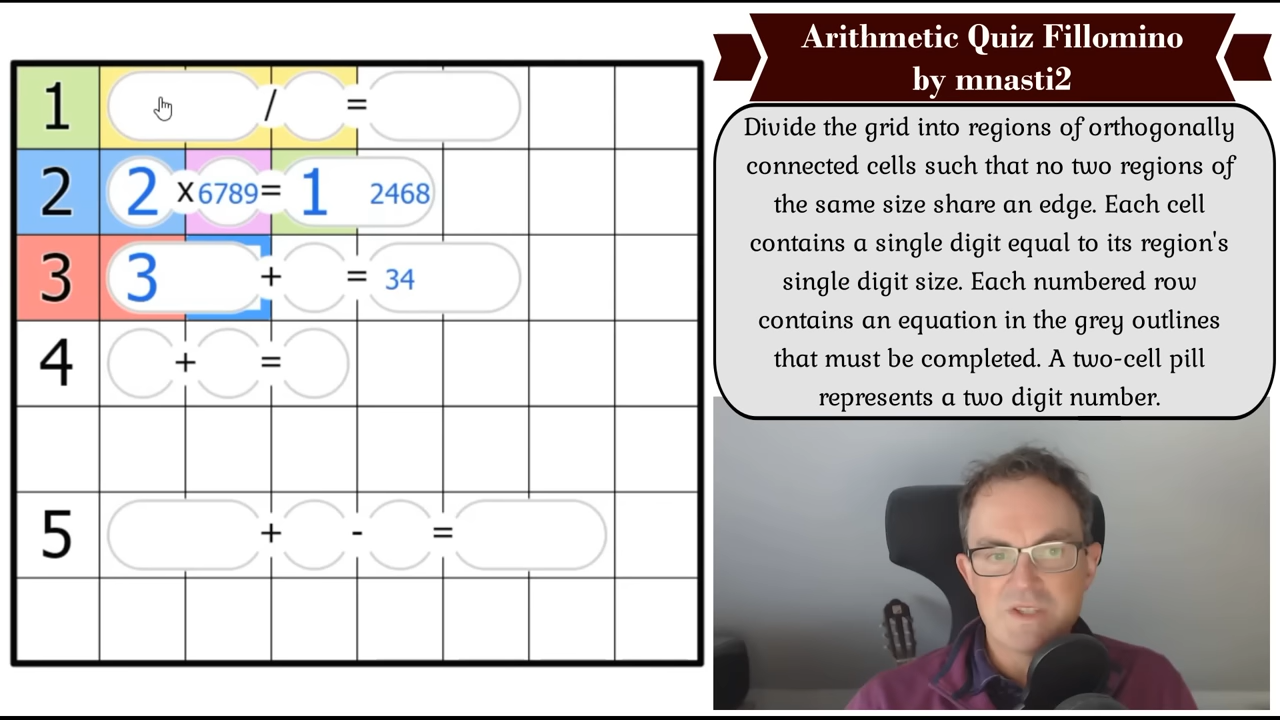 Arithmetic Quiz Fillomino
by mnasti2
Divide the grid into regions of orthogonally
connected cells such that no two regions of
the same size share an edge. Each cell
contains a single digit equal to its region's
single digit size. Each numbered row
contains an equation in the grey outlines
that must be completed. A two-cell pill
represents a two digit number.
1 / =
2 2 x 6789 = 1 2468
3 3 + = 34
4 + =
5 + - =